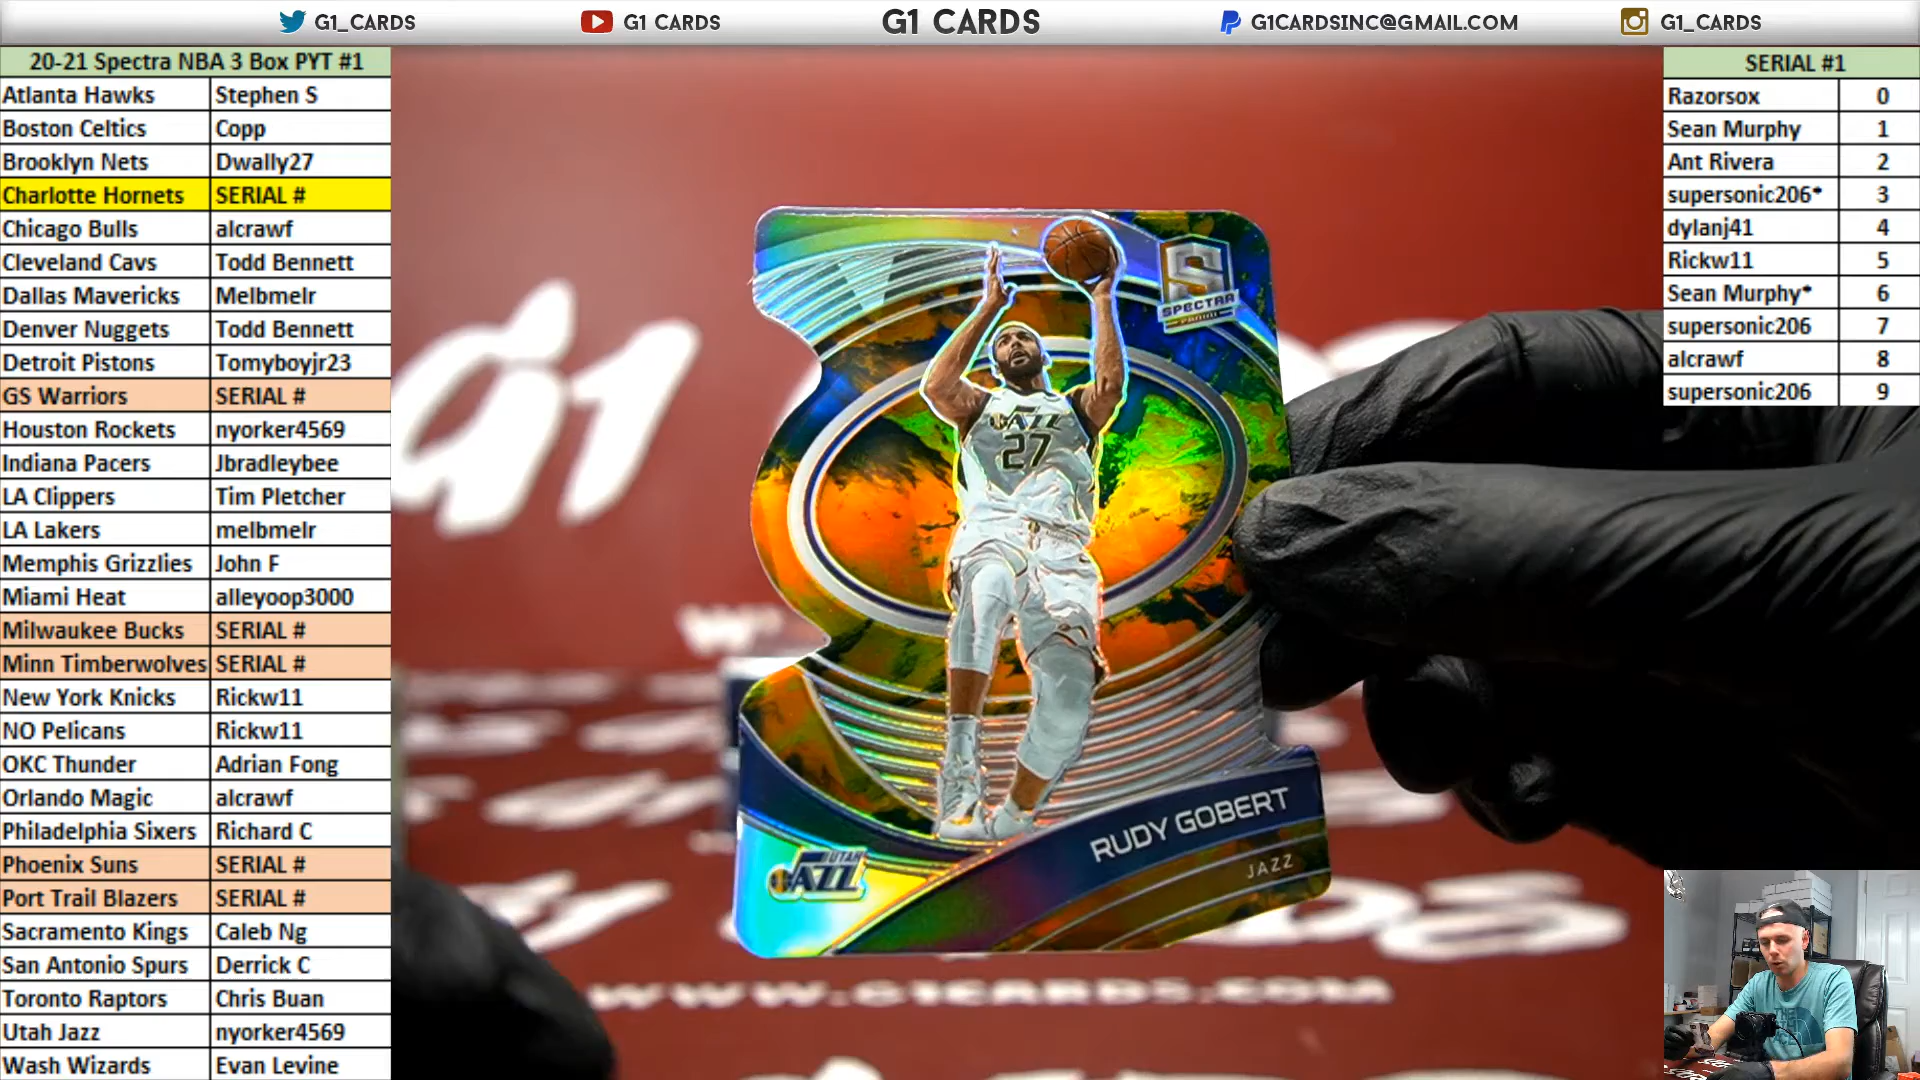 G1_CARDS
G1 CARDS
G1 CARDS
G1CARDSINC@GMAIL.COM
G1_CARDS
20-21 Spectra NBA 3 Box PYT #1
Atlanta Hawks Stephen S
Boston Celtics Copp
Brooklyn Nets Dwally27
Charlotte Hornets SERIAL #
Chicago Bulls alcrawf
Cleveland Cavs Todd Bennett
Dallas Mavericks Melbmelr
Denver Nuggets Todd Bennett
Detroit Pistons Tomyboyjr23
GS Warriors SERIAL #
Houston Rockets nyorker4569
Indiana Pacers Jbradleybee
LA Clippers Tim Pletcher
LA Lakers melbmelr
Memphis Grizzlies John F
Miami Heat alleyoop3000
Milwaukee Bucks SERIAL #
Minn Timberwolves SERIAL #
New York Knicks Rickw11
NO Pelicans Rickw11
OKC Thunder Adrian Fong
Orlando Magic alcrawf
Philadelphia Sixers Richard C
Phoenix Suns SERIAL #
Port Trail Blazers SERIAL #
Sacramento Kings Caleb Ng
San Antonio Spurs Derrick C
Toronto Raptors Chris Buan
Utah Jazz nyorker4569
Wash Wizards Evan Levine
SERIAL #1
Razorsox 0
Sean Murphy 1
Ant Rivera 2
supersonic206* 3
dylanj41 4
Rickw11 5
Sean Murphy* 6
supersonic206 7
alcrawf 8
supersonic206 9
S
SPECTRA
PANINI
JAZZ
27
RUDY GOBERT
JAZZ
UTAH
JAZZ
G1
WWW.G1CARDS.COM